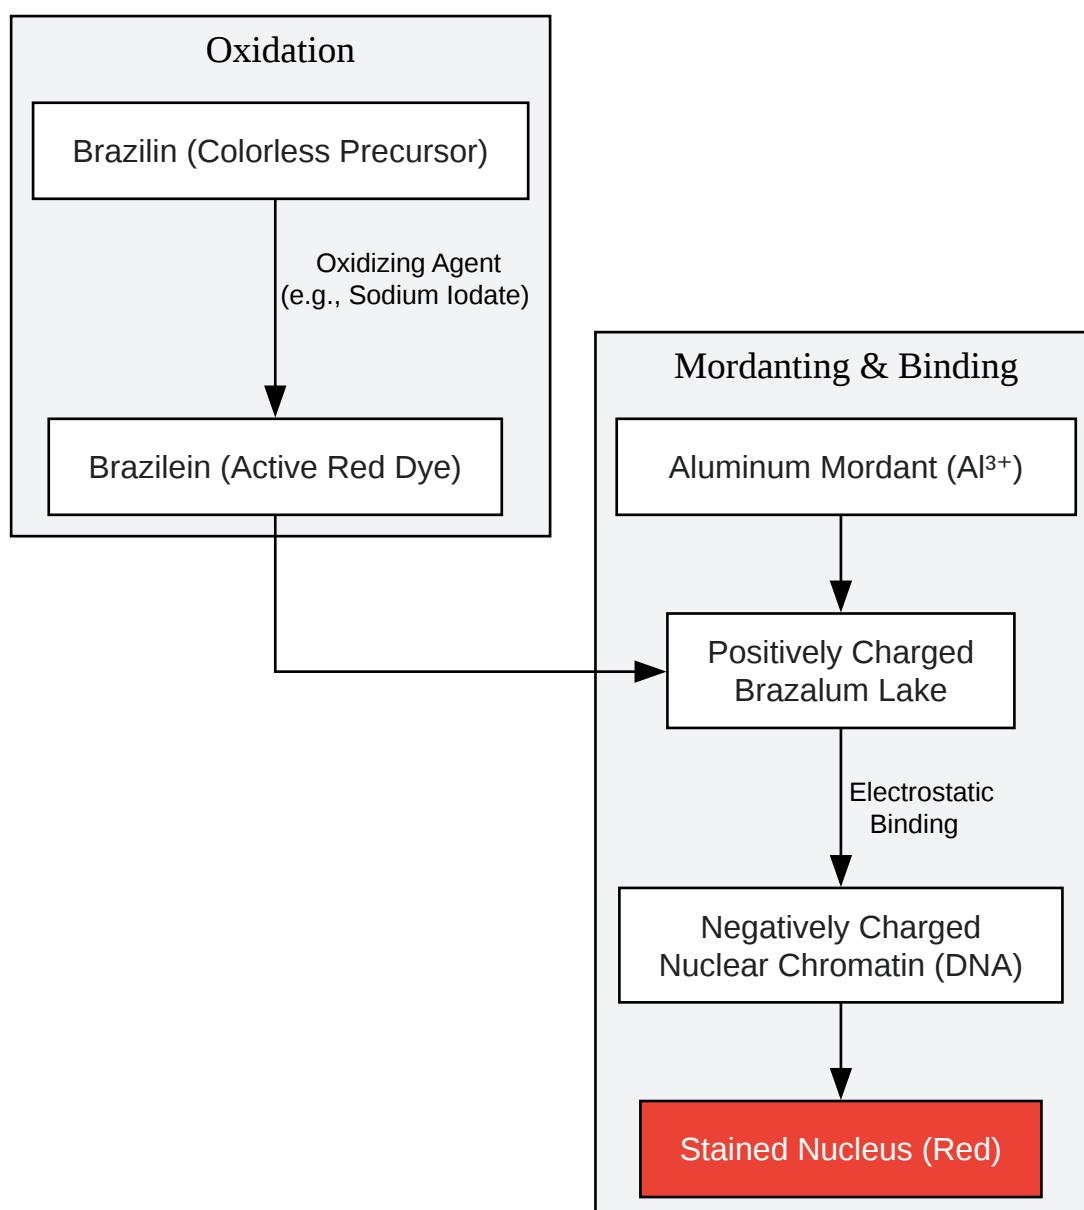 Oxidation
Brazilin (Colorless Precursor)
Oxidizing Agent
(e.g., Sodium Iodate)
Brazilein (Active Red Dye)
Mordanting & Binding
Aluminum Mordant (Al³⁺)
Positively Charged
Brazalum Lake
Electrostatic
Binding
Negatively Charged
Nuclear Chromatin (DNA)
Stained Nucleus (Red)